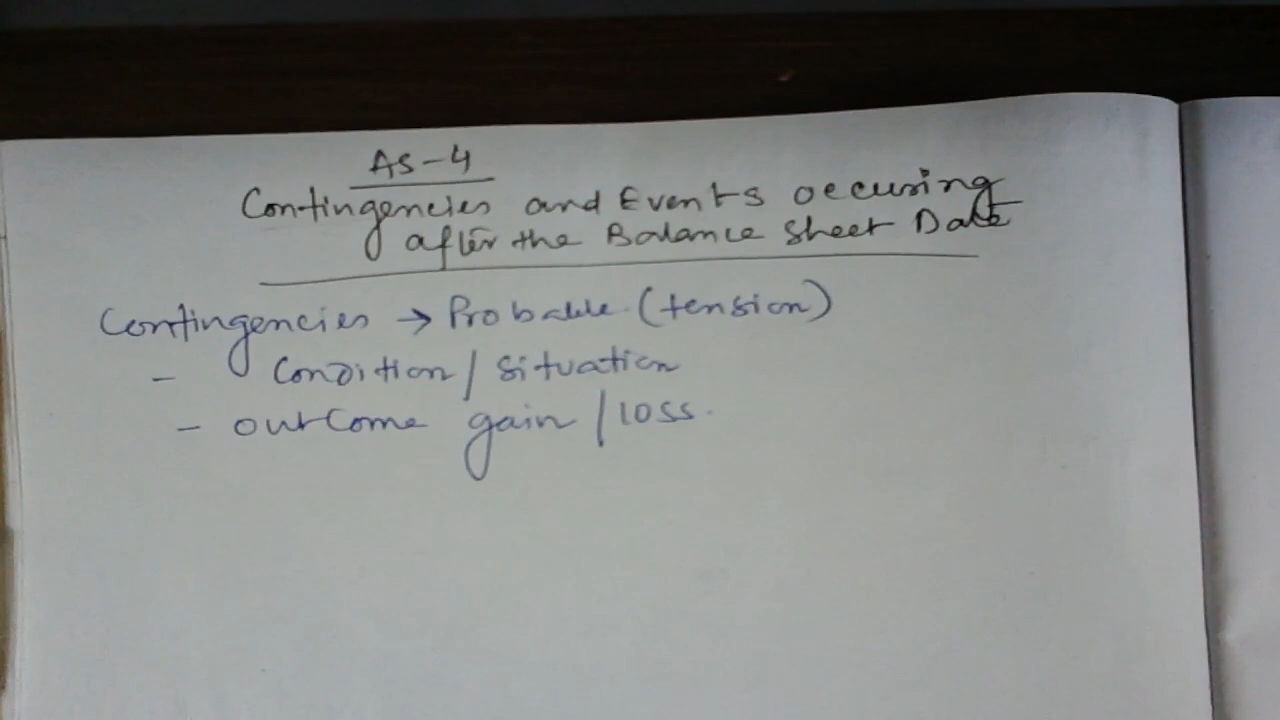 AS-4
Contingencies and Events occuring
after the Balance Sheet Date
Contingencies → Probable (tension)
- Condition / Situation
- outcome gain / loss.